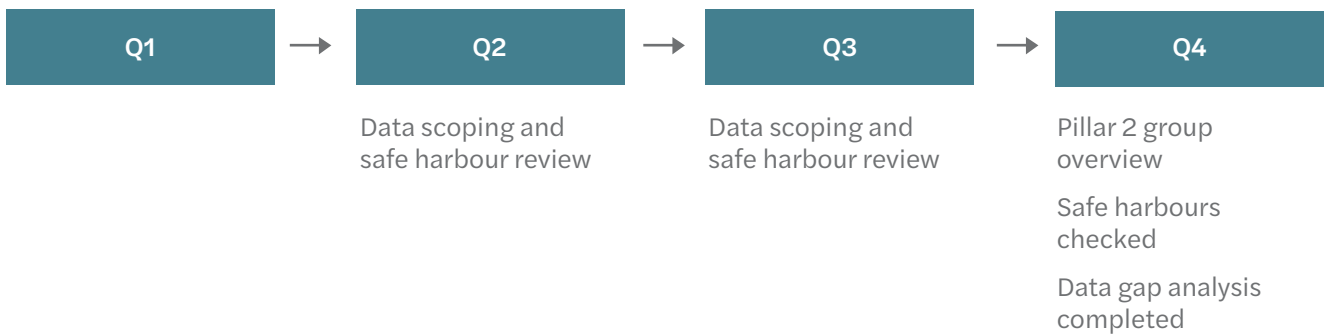 Q1
Q2
Q3
Q4
Data scoping and
safe harbour review
Data scoping and
safe harbour review
Pillar 2 group
overview
Safe harbours
checked
Data gap analysis
completed